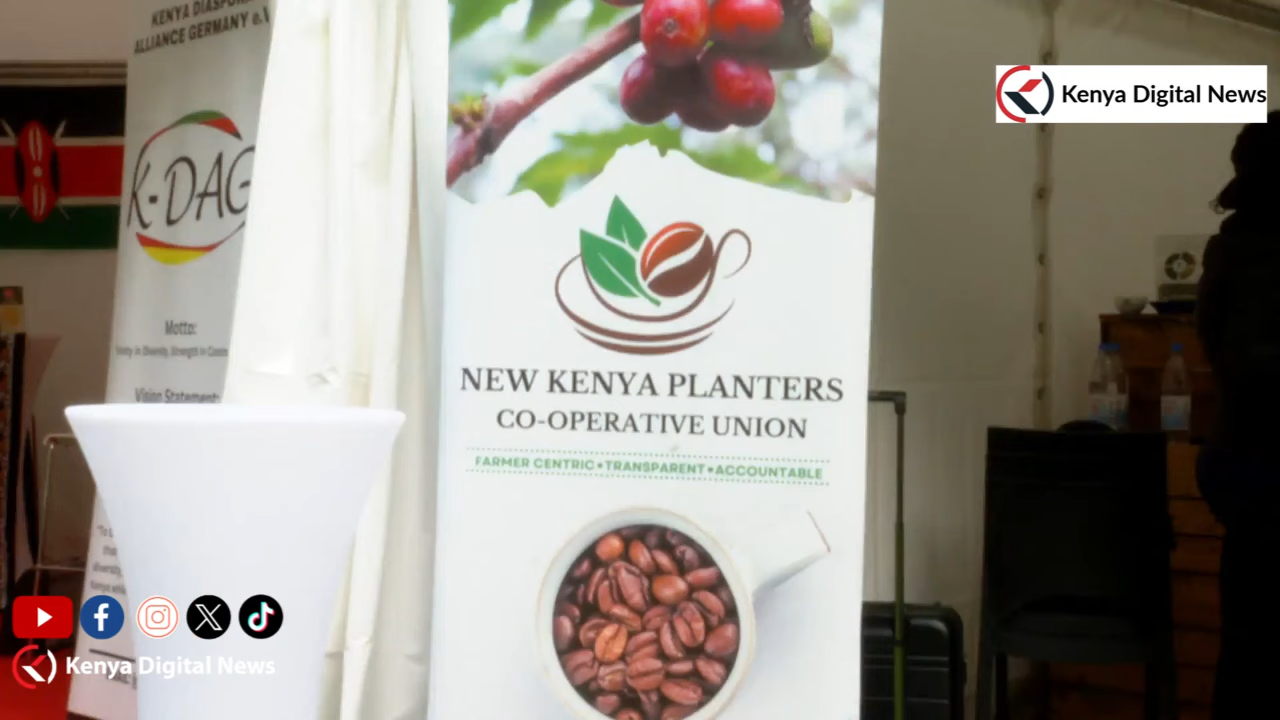 KENYA DIASPORA
ALLIANCE GERMANY e.V
K-DAG
Motto:
Vision Statement:
NEW KENYA PLANTERS
CO-OPERATIVE UNION
FARMER CENTRIC • TRANSPARENT • ACCOUNTABLE
Kenya Digital News
Kenya Digital News